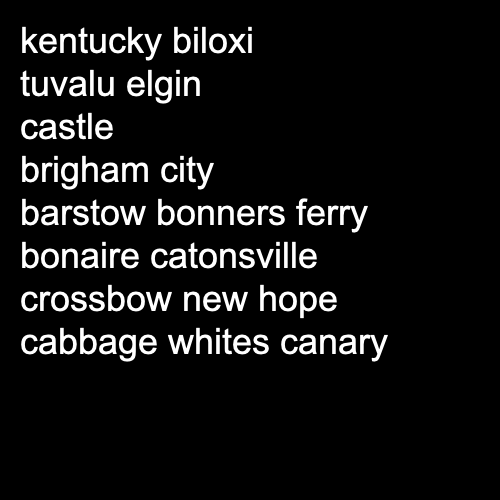 kentucky biloxi
tuvalu elgin
castle
brigham city
barstow bonners ferry
bonaire catonsville
crossbow new hope
cabbage whites canary